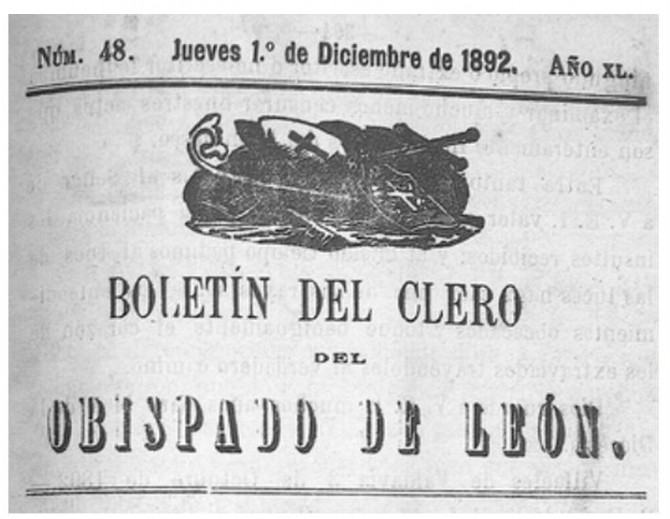 NÚM. 48. Jueves 1.º de Diciembre de 1892. AÑO XL.
BOLETÍN DEL CLERO
DEL
OBISPADO DE LEÓN.